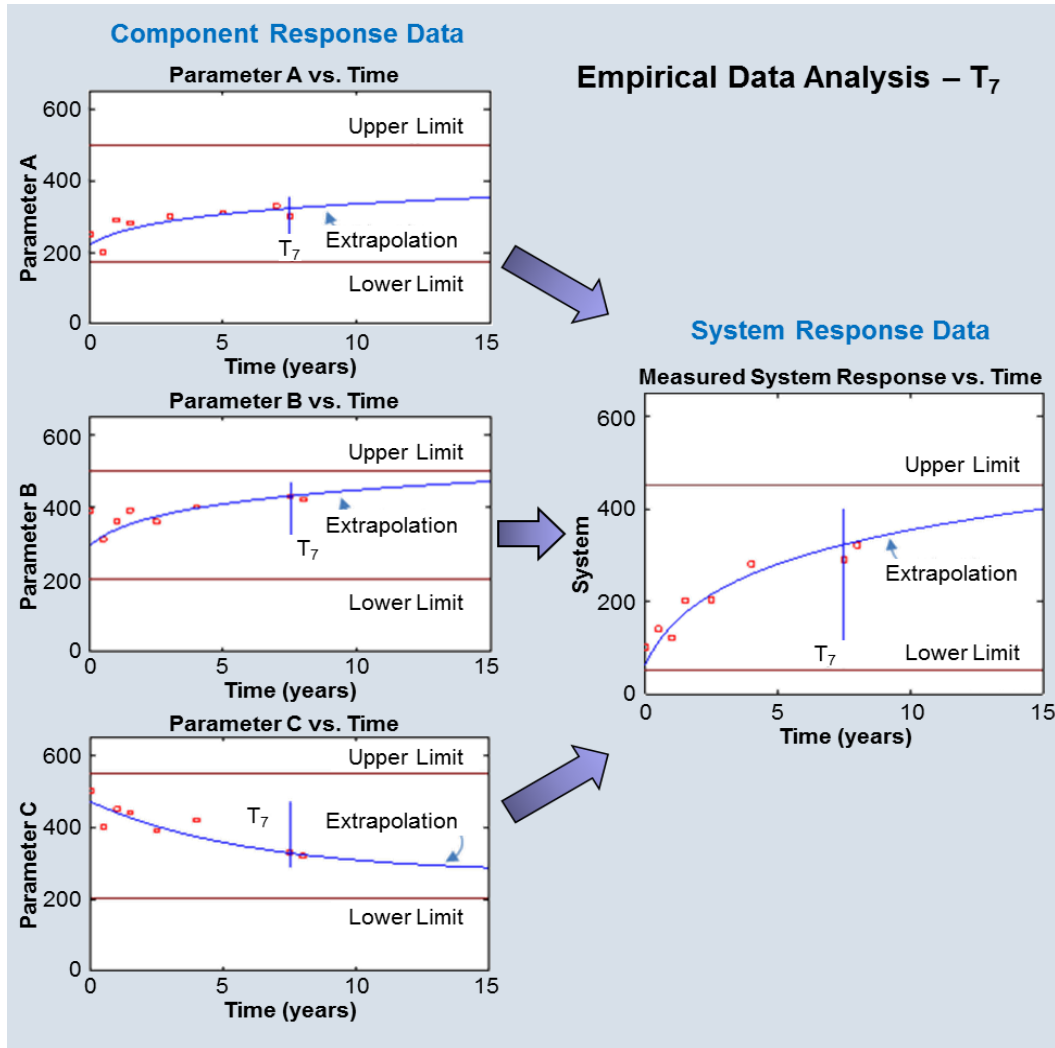 Component Response Data
Empirical Data Analysis – T7
Parameter A vs. Time
Parameter A
600
400
200
0
Upper Limit
Extrapolation
T7
Lower Limit
0 5 10 15
Time (years)
Parameter B vs. Time
Parameter B
600
400
200
0
Upper Limit
Extrapolation
T7
Lower Limit
0 5 10 15
Time (years)
Parameter C vs. Time
Parameter C
600
400
200
0
Upper Limit
T7
Extrapolation
Lower Limit
0 5 10 15
Time (years)
System Response Data
Measured System Response vs. Time
System
600
400
200
0
Upper Limit
Extrapolation
T7
Lower Limit
0 5 10 15
Time (years)